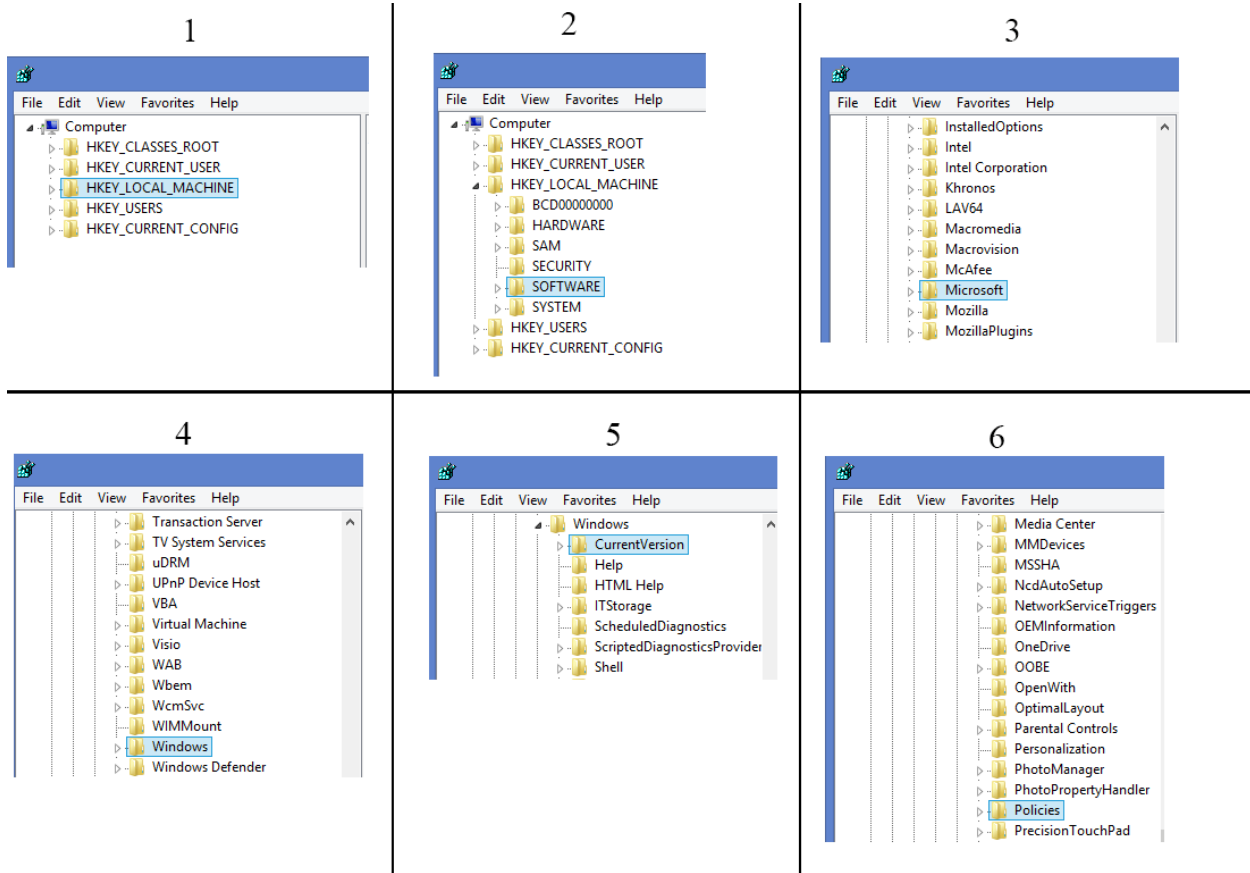 1
File Edit View Favorites Help
Computer
HKEY_CLASSES_ROOT
HKEY_CURRENT_USER
HKEY_LOCAL_MACHINE
HKEY_USERS
HKEY_CURRENT_CONFIG
2
File Edit View Favorites Help
Computer
HKEY_CLASSES_ROOT
HKEY_CURRENT_USER
HKEY_LOCAL_MACHINE
BCD00000000
HARDWARE
SAM
SECURITY
SOFTWARE
SYSTEM
HKEY_USERS
HKEY_CURRENT_CONFIG
3
File Edit View Favorites Help
InstalledOptions
Intel
Intel Corporation
Khronos
LAV64
Macromedia
Macrovision
McAfee
Microsoft
Mozilla
MozillaPlugins
4
File Edit View Favorites Help
Transaction Server
TV System Services
uDRM
UPnP Device Host
VBA
Virtual Machine
Visio
WAB
Wbem
WcmSvc
WIMMount
Windows
Windows Defender
5
File Edit View Favorites Help
Windows
CurrentVersion
Help
HTML Help
ITStorage
ScheduledDiagnostics
ScriptedDiagnosticsProvider
Shell
6
File Edit View Favorites Help
Media Center
MMDevices
MSSHA
NcdAutoSetup
NetworkServiceTriggers
OEMInformation
OneDrive
OOBE
OpenWith
OptimalLayout
Parental Controls
Personalization
PhotoManager
PhotoPropertyHandler
Policies
PrecisionTouchPad